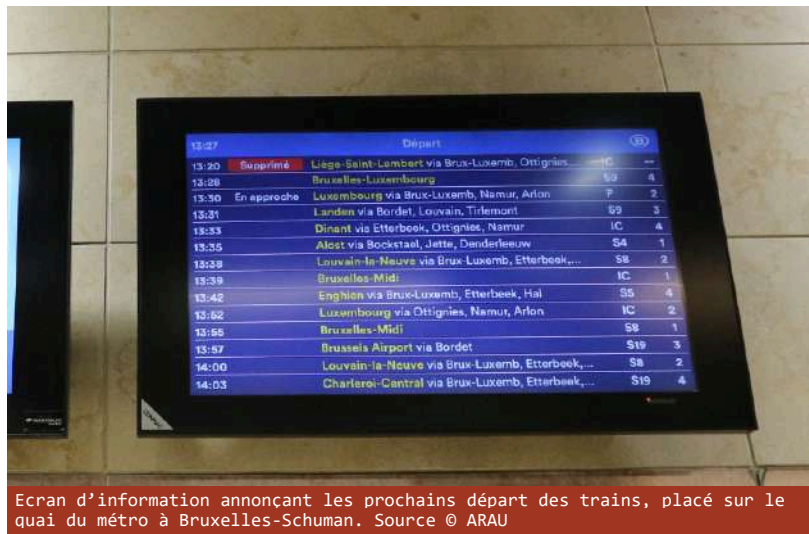 13:27 Départ B
13:20 Supprimé Liège-Saint-Lambert via Brux-Luxemb, Ottignies... IC --
13:28 Bruxelles-Luxembourg S9 4
13:30 En approche Luxembourg via Brux-Luxemb, Namur, Arlon P 2
13:31 Landen via Bordet, Louvain, Tirlemont S9 3
13:33 Dinant via Etterbeek, Ottignies, Namur IC 4
13:35 Alost via Bockstael, Jette, Denderleeuw S4 1
13:38 Louvain-la-Neuve via Brux-Luxemb, Etterbeek,... S8 2
13:39 Bruxelles-Midi IC 1
13:42 Enghien via Brux-Luxemb, Etterbeek, Hal S5 4
13:52 Luxembourg via Ottignies, Namur, Arlon IC 2
13:55 Bruxelles-Midi S8 1
13:57 Brussels Airport via Bordet S19 3
14:00 Louvain-la-Neuve via Brux-Luxemb, Etterbeek,... S8 2
14:03 Charleroi-Central via Brux-Luxemb, Etterbeek,... S19 4
Ecran d’information annonçant les prochains départ des trains, placé sur le
quai du métro à Bruxelles-Schuman. Source © ARAU